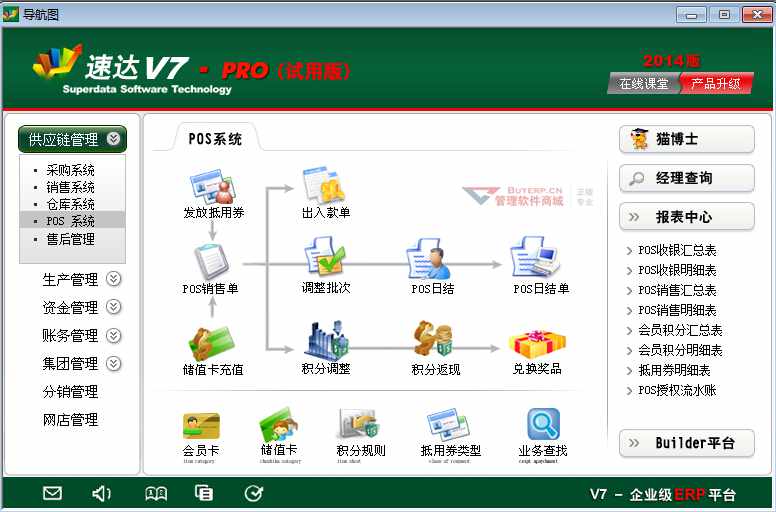 导航图
速达V7 · PRO (试用版)
Superdata Software Technology
2014版
在线课堂 产品升级
供应链管理
采购系统
销售系统
仓库系统
POS 系统
售后管理
生产管理
资金管理
账务管理
集团管理
分销管理
网店管理
POS系统
BUYERP.CN
管理软件商城
正版
专业
发放抵用券
出入款单
POS销售单
调整批次
POS日结
POS日结单
储值卡充值
积分调整
积分返现
兑换奖品
会员卡
储值卡
积分规则
抵用券类型
业务查找
猫博士
经理查询
报表中心
POS收银汇总表
POS收银明细表
POS销售汇总表
POS销售明细表
会员积分汇总表
会员积分明细表
抵用券明细表
POS授权流水账
Builder平台
V7 - 企业级ERP平台